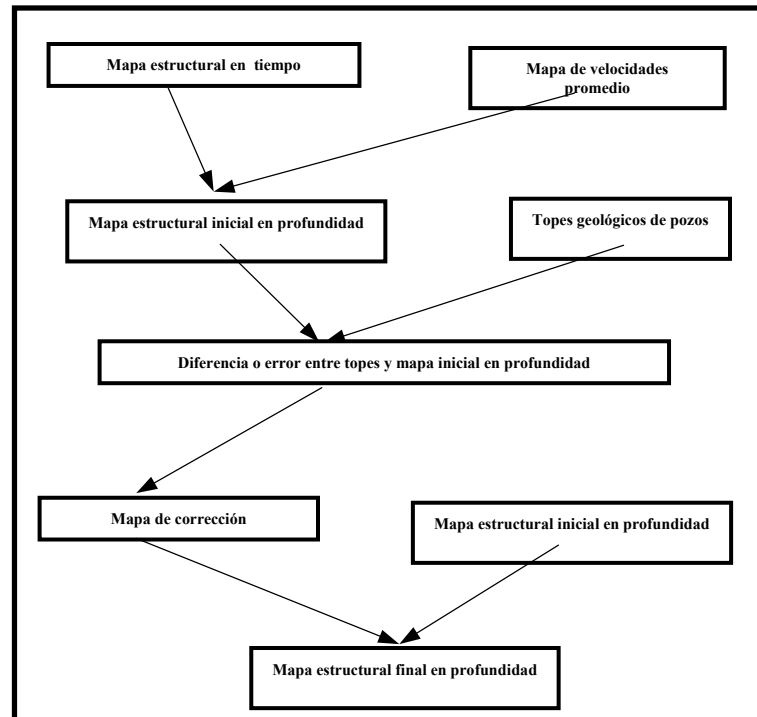 Mapa estructural en tiempo
Mapa de velocidades
promedio
Mapa estructural inicial en profundidad
Topes geológicos de pozos
Diferencia o error entre topes y mapa inicial en profundidad
Mapa de corrección
Mapa estructural inicial en profundidad
Mapa estructural final en profundidad